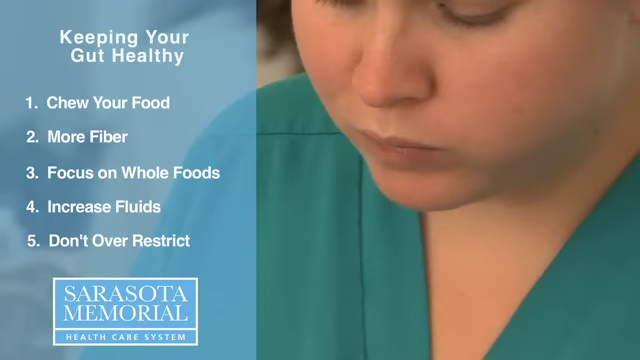 Keeping Your
Gut Healthy
1. Chew Your Food
2. More Fiber
3. Focus on Whole Foods
4. Increase Fluids
5. Don't Over Restrict
SARASOTA
MEMORIAL
HEALTH CARE SYSTEM